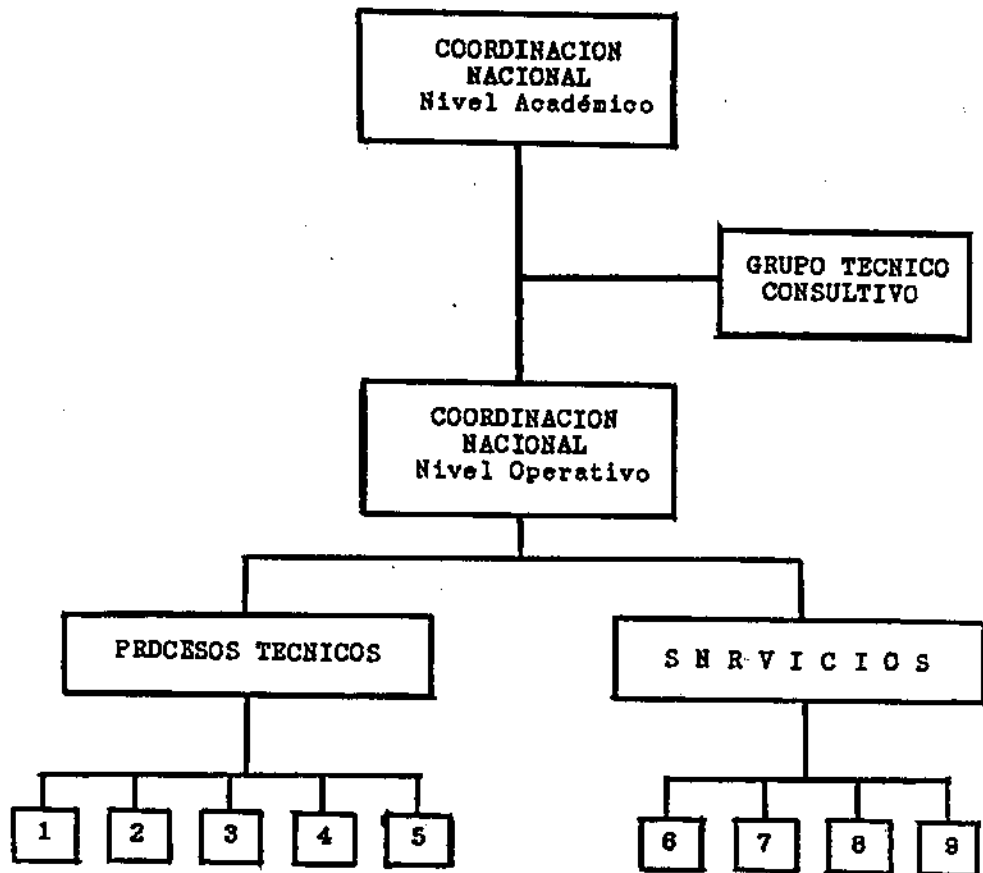 COORDINACION
NACIONAL
Nivel Académico
GRUPO TECNICO
CONSULTIVO
COORDINACION
NACIONAL
Nivel Operativo
PRDCESOS TECNICOS
S N R V I C I O S
1 2 3 4 5
6 7 8 9